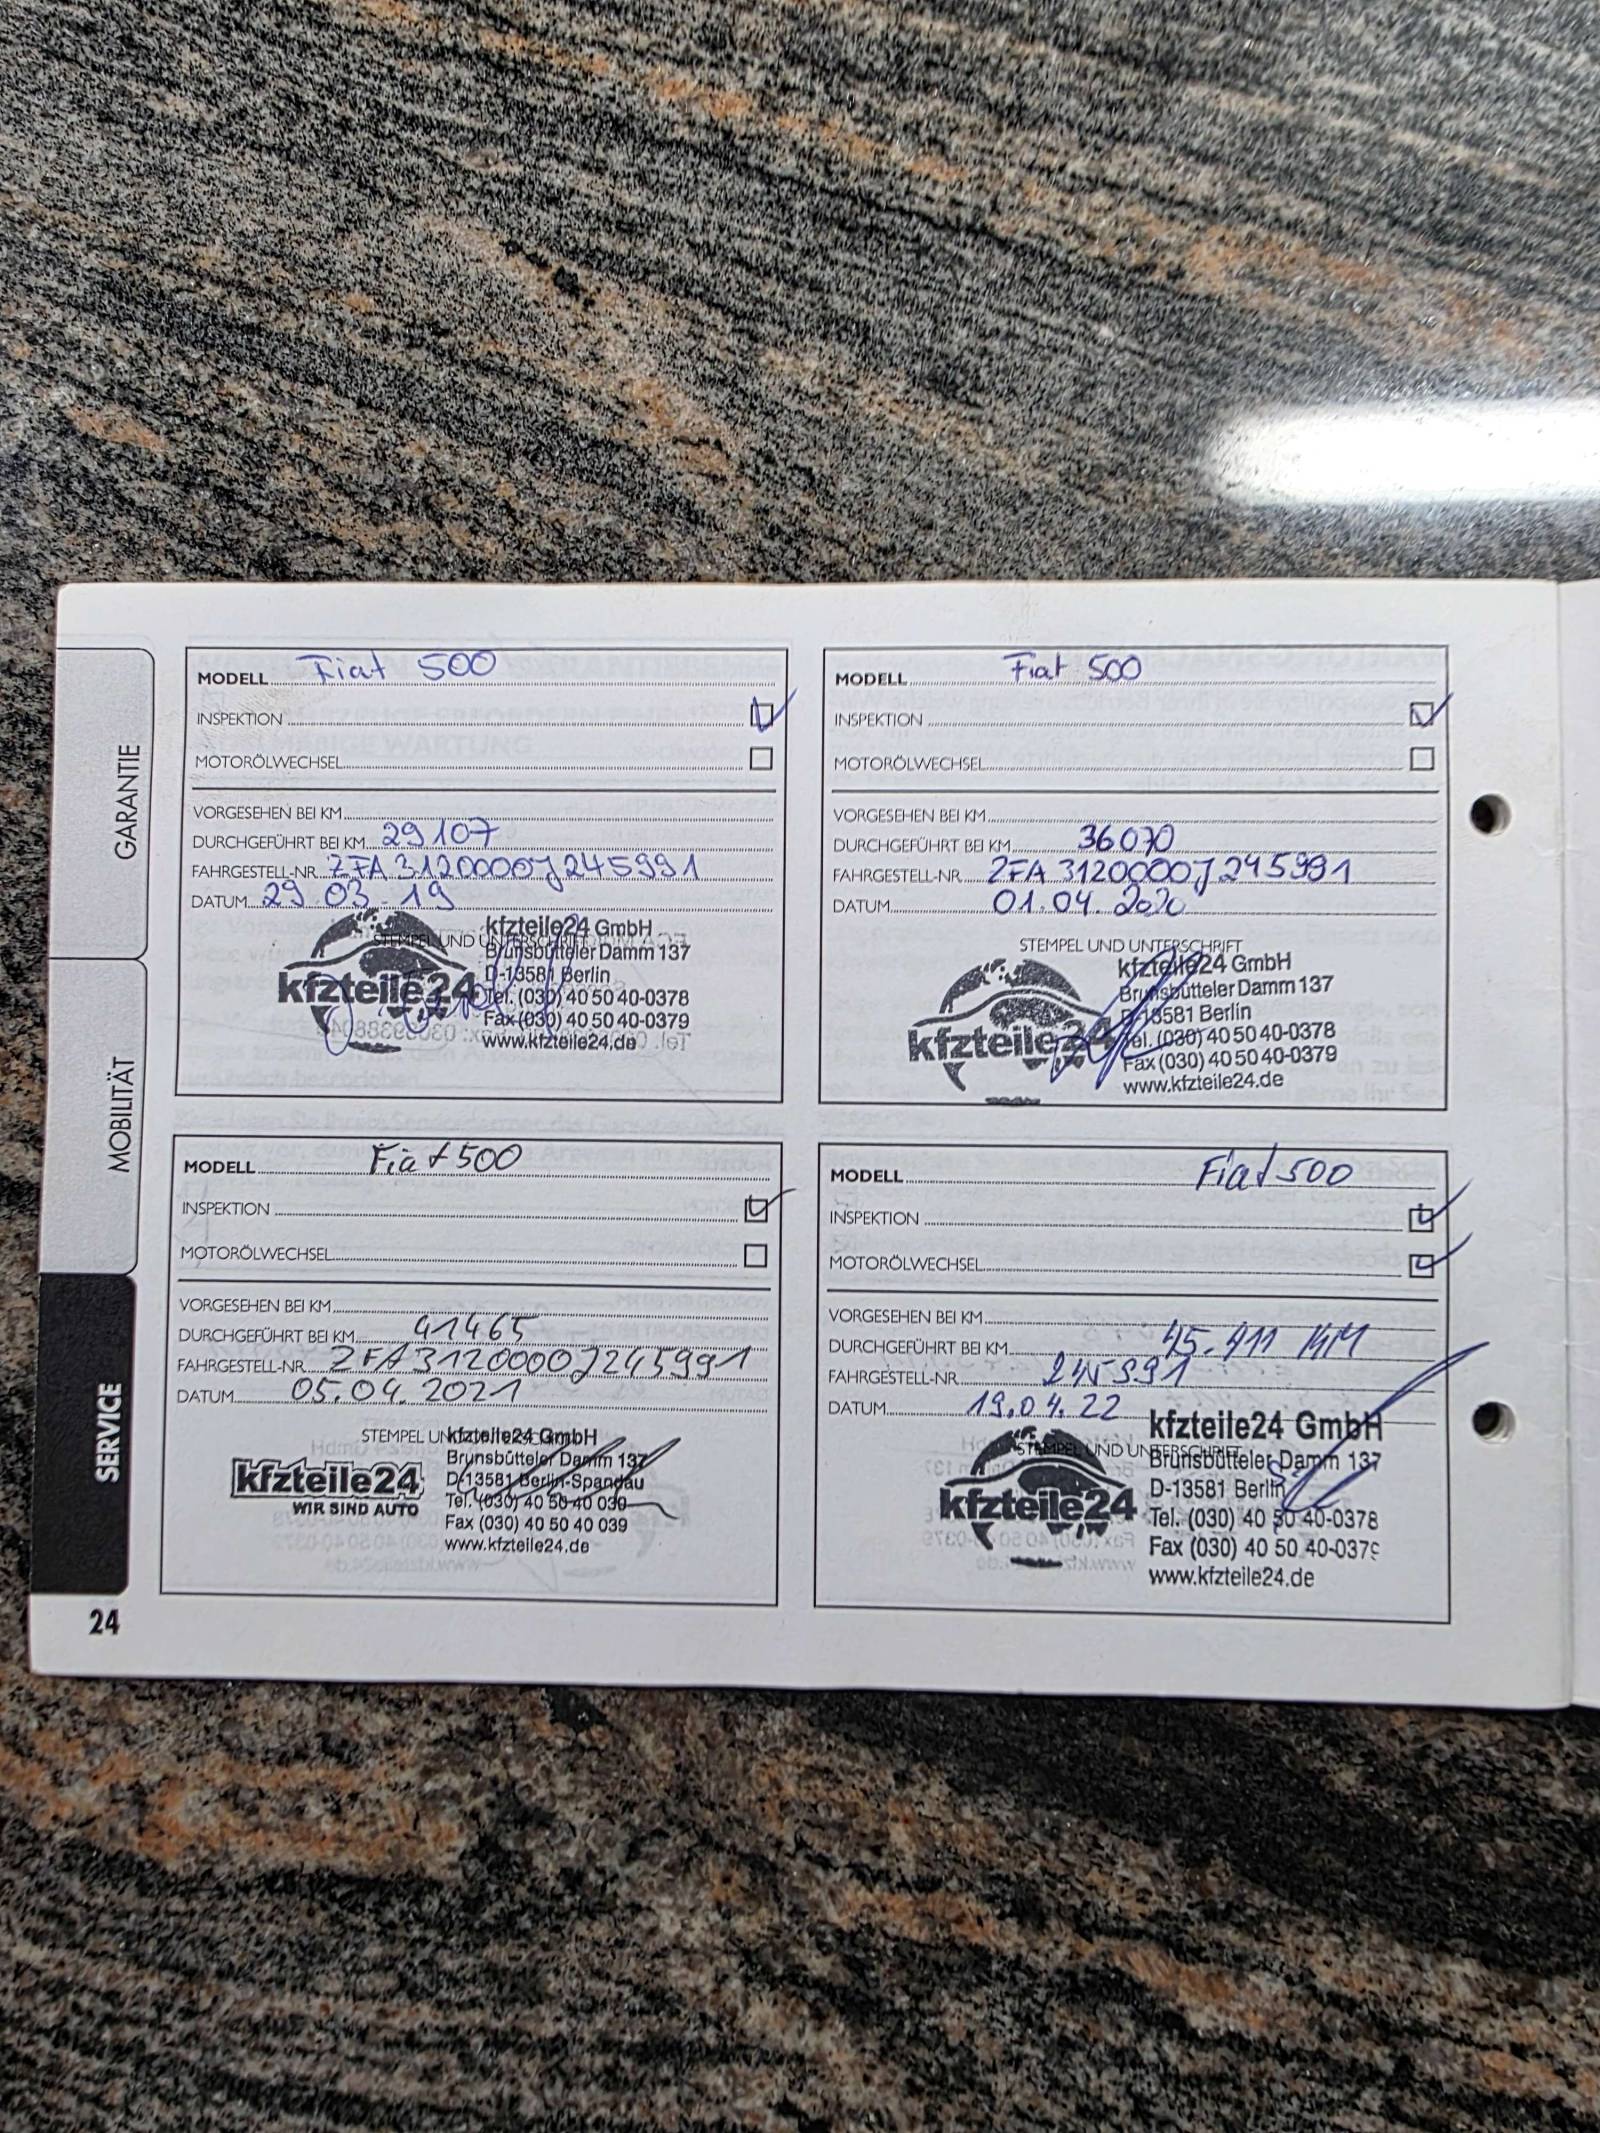 GARANTIE
MOBILITÄT
SERVICE
24
MODELL Fiat 500
INSPEKTION
MOTORÖLWECHSEL
VORGESEHEN BEI KM
DURCHGEFÜHRT BEI KM 29107
FAHRGESTELL-NR. ZFA3120000J245991
DATUM 29.03.19
STEMPEL UND UNTERSCHRIFT
kfzteile24
kfzteile24 GmbH
Brunsbütteler Damm 137
D-13581 Berlin
Tel. (030) 40 50 40-0378
Fax (030) 40 50 40-0379
www.kfzteile24.de
MODELL Fiat 500
INSPEKTION
MOTORÖLWECHSEL
VORGESEHEN BEI KM
DURCHGEFÜHRT BEI KM 36070
FAHRGESTELL-NR. ZFA3120000J245991
DATUM 01.04.2020
STEMPEL UND UNTERSCHRIFT
kfzteile24
kfzteile24 GmbH
Brunsbütteler Damm 137
D-13581 Berlin
Tel. (030) 40 50 40-0378
Fax (030) 40 50 40-0379
www.kfzteile24.de
MODELL Fiat 500
INSPEKTION
MOTORÖLWECHSEL
VORGESEHEN BEI KM
DURCHGEFÜHRT BEI KM 41465
FAHRGESTELL-NR. ZFA3120000J245991
DATUM 05.04.2021
STEMPEL UN
kfzteile24
WIR SIND AUTO
kfzteile24 GmbH
Brunsbütteler Damm 137
D-13581 Berlin-Spandau
Tel. (030) 40 50 40 030
Fax (030) 40 50 40 039
www.kfzteile24.de
MODELL Fiat 500
INSPEKTION
MOTORÖLWECHSEL
VORGESEHEN BEI KM
DURCHGEFÜHRT BEI KM 45.411 KM
FAHRGESTELL-NR. 245991
DATUM 19.04.22
STEMPEL UND UNTERSCHRIFT
kfzteile24
kfzteile24 GmbH
Brunsbütteler Damm 137
D-13581 Berlin
Tel. (030) 40 50 40-0378
Fax (030) 40 50 40-0379
www.kfzteile24.de